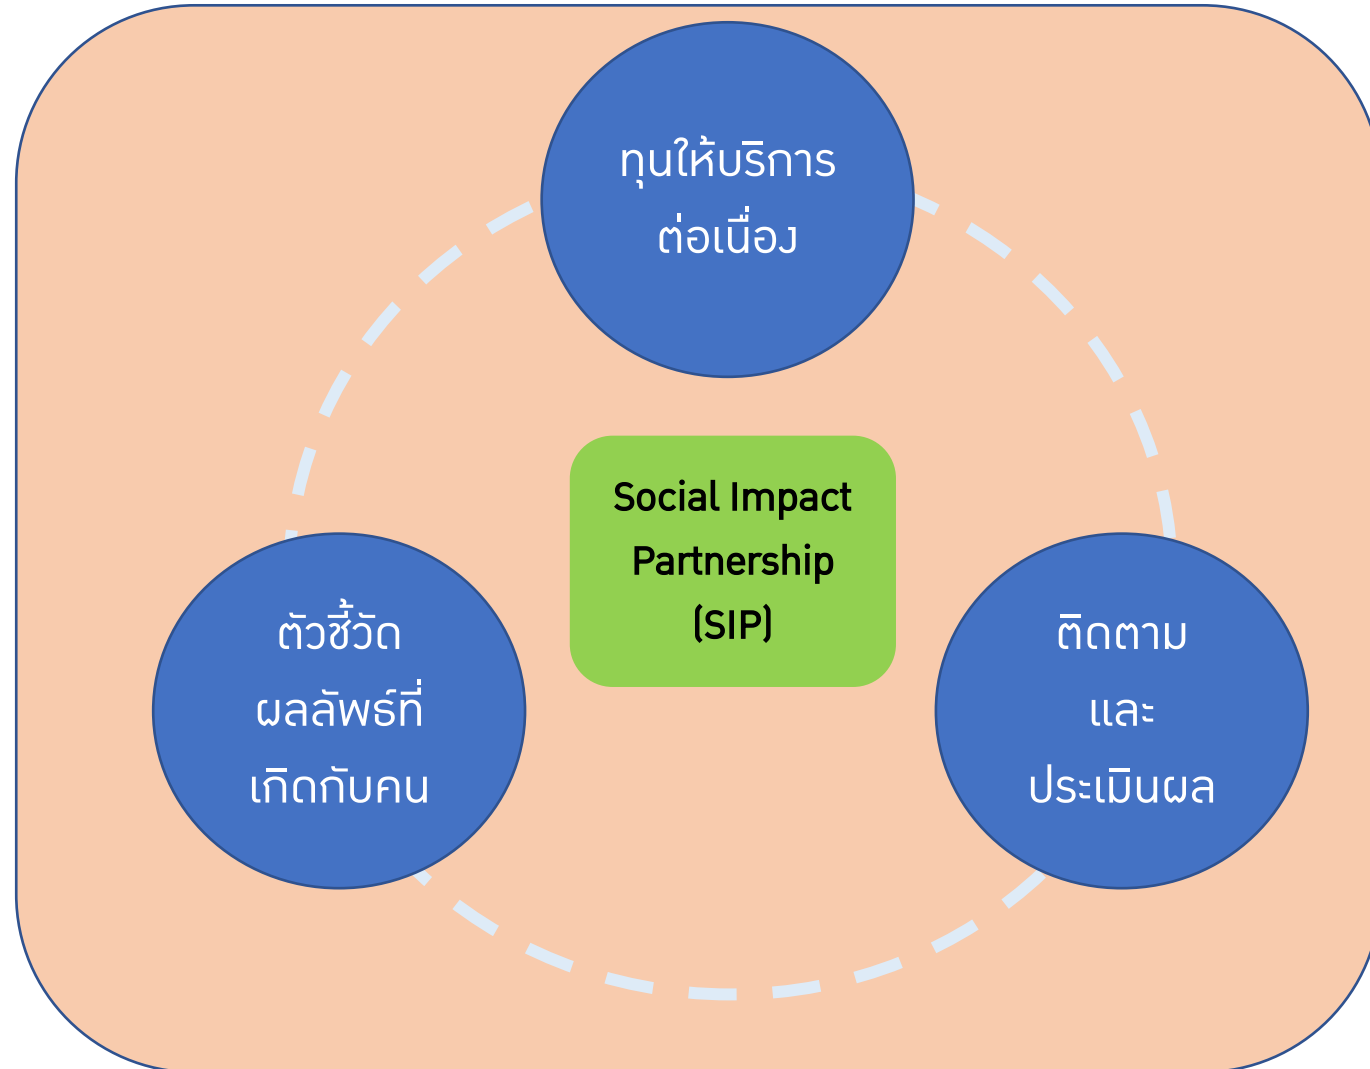 ทุนให้บริการ
ต่อเนื่อง
Social Impact
Partnership
(SIP)
ตัวชี้วัด
ผลลัพธ์ที่
เกิดกับคน
ติดตาม
และ
ประเมินผล